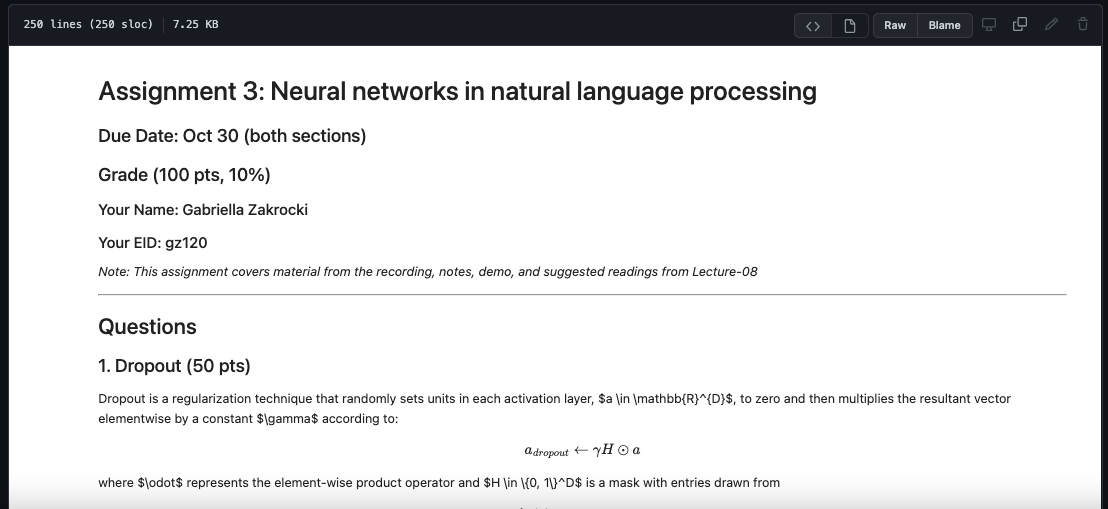 250 lines (250 sloc) 7.25 KB Raw Blame
Assignment 3: Neural networks in natural language processing
Due Date: Oct 30 (both sections)
Grade (100 pts, 10%)
Your Name: Gabriella Zakrocki
Your EID: gz120
Note: This assignment covers material from the recording, notes, demo, and suggested readings from Lecture-08
Questions
1. Dropout (50 pts)
Dropout is a regularization technique that randomly sets units in each activation layer, $a \in \mathbb{R}^{D}$, to zero and then multiplies the resultant vector
elementwise by a constant $\gamma$ according to:
a_dropout ← γH ⊙ a
where $\odot$ represents the element-wise product operator and $H \in \{0, 1\}^D$ is a mask with entries drawn from